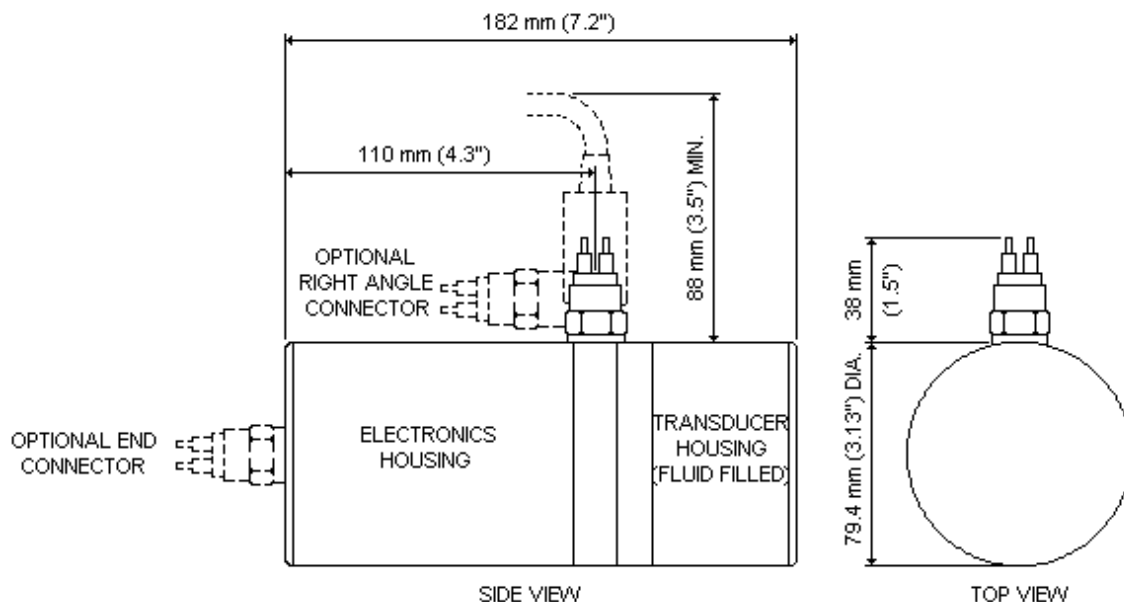 182 mm (7.2")
110 mm (4.3")
88 mm (3.5") MIN.
OPTIONAL
RIGHT ANGLE
CONNECTOR
38 mm
(1.5")
OPTIONAL END
CONNECTOR
ELECTRONICS
HOUSING
TRANSDUCER
HOUSING
(FLUID FILLED)
79.4 mm (3.13") DIA.
SIDE VIEW
TOP VIEW